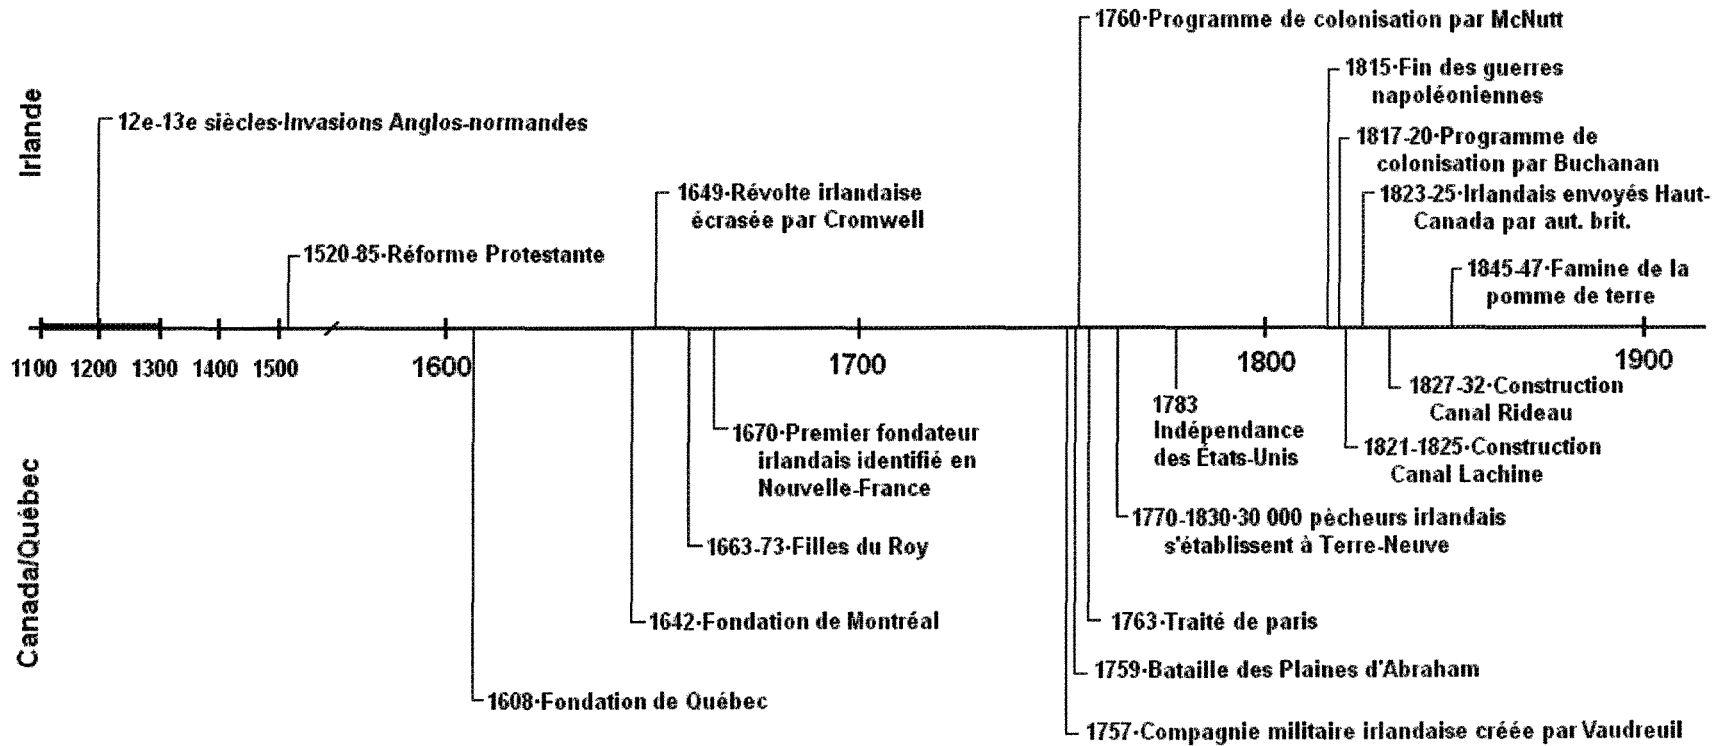 Irlande
1760·Programme de colonisation par McNutt
1815·Fin des guerres
napoléoniennes
12e-13e siècles·Invasions Anglos-normandes
1817-20·Programme de
colonisation par Buchanan
1649·Révolte irlandaise
écrasée par Cromwell
1823-25·Irlandais envoyés Haut-
Canada par aut. brit.
1520-85·Réforme Protestante
1845-47·Famine de la
pomme de terre
1100 1200 1300 1400 1500 1600 1700 1800 1900
Canada/Québec
1827-32·Construction
Canal Rideau
1783
Indépendance
des États-Unis
1670·Premier fondateur
irlandais identifié en
Nouvelle-France
1821-1825·Construction
Canal Lachine
1770-1830·30 000 pècheurs irlandais
s'établissent à Terre-Neuve
1663-73·Filles du Roy
1642·Fondation de Montréal
1763·Traité de paris
1759·Bataille des Plaines d'Abraham
1608·Fondation de Québec
1757·Compagnie militaire irlandaise créée par Vaudreuil